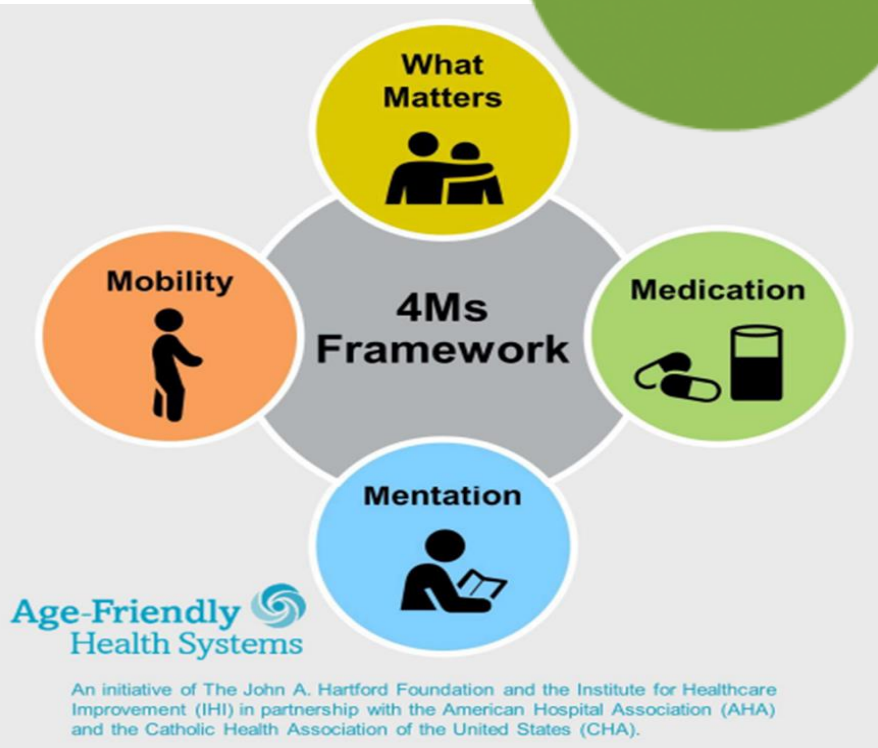 What
Matters
Mobility
4Ms
Framework
Medication
Mentation
Age-Friendly
Health Systems
An initiative of The John A. Hartford Foundation and the Institute for Healthcare
Improvement (IHI) in partnership with the American Hospital Association (AHA)
and the Catholic Health Association of the United States (CHA).